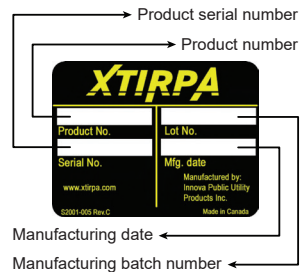 Product serial number
Product number
XTIRPA
Product No.
Lot No.
Serial No.
Mfg. date
www.xtirpa.com
Manufactured by:
Innova Public Utility
Products Inc.
S2001-005 Rev.C
Made in Canada
Manufacturing date
Manufacturing batch number